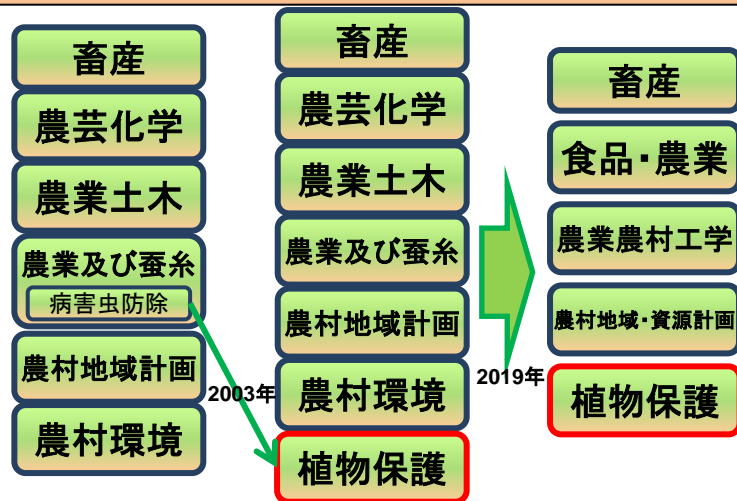 畜産
農芸化学
農業土木
農業及び蚕糸
病害虫防除
農村地域計画
農村環境
2003年
畜産
農芸化学
農業土木
農業及び蚕糸
農村地域計画
農村環境
植物保護
2019年
畜産
食品・農業
農業農村工学
農村地域・資源計画
植物保護